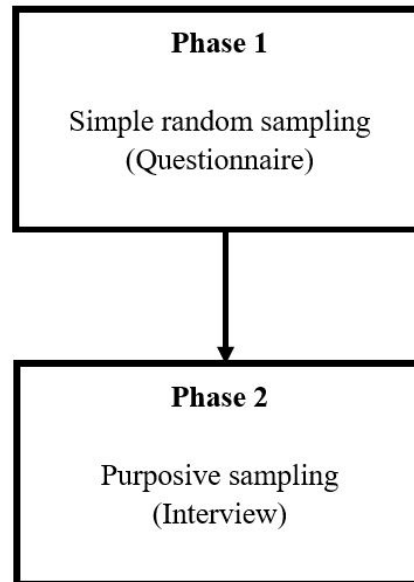 Phase 1
Simple random sampling
(Questionnaire)
Phase 2
Purposive sampling
(Interview)